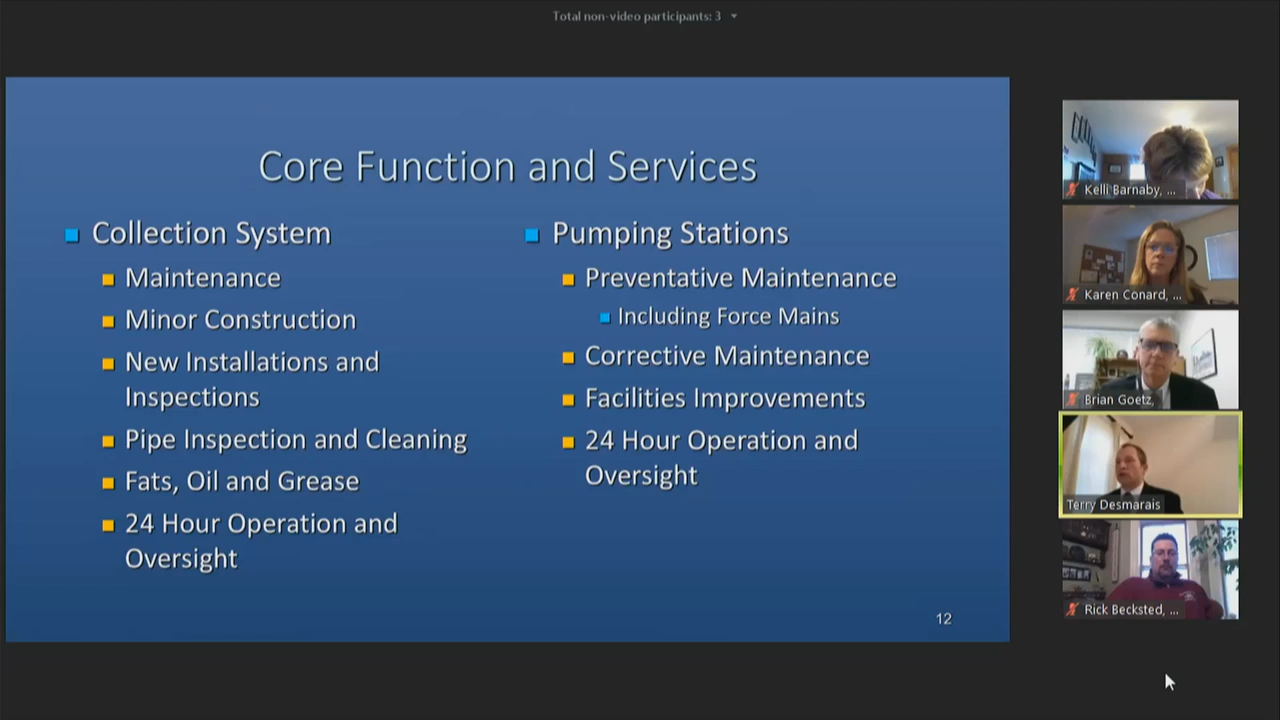 Total non-video participants: 3
Core Function and Services
Collection System
Maintenance
Minor Construction
New Installations and
Inspections
Pipe Inspection and Cleaning
Fats, Oil and Grease
24 Hour Operation and
Oversight
Pumping Stations
Preventative Maintenance
Including Force Mains
Corrective Maintenance
Facilities Improvements
24 Hour Operation and
Oversight
12
Kelli Barnaby, ...
Karen Conard, ...
Brian Goetz,
Terry Desmarais
Rick Becksted, ...